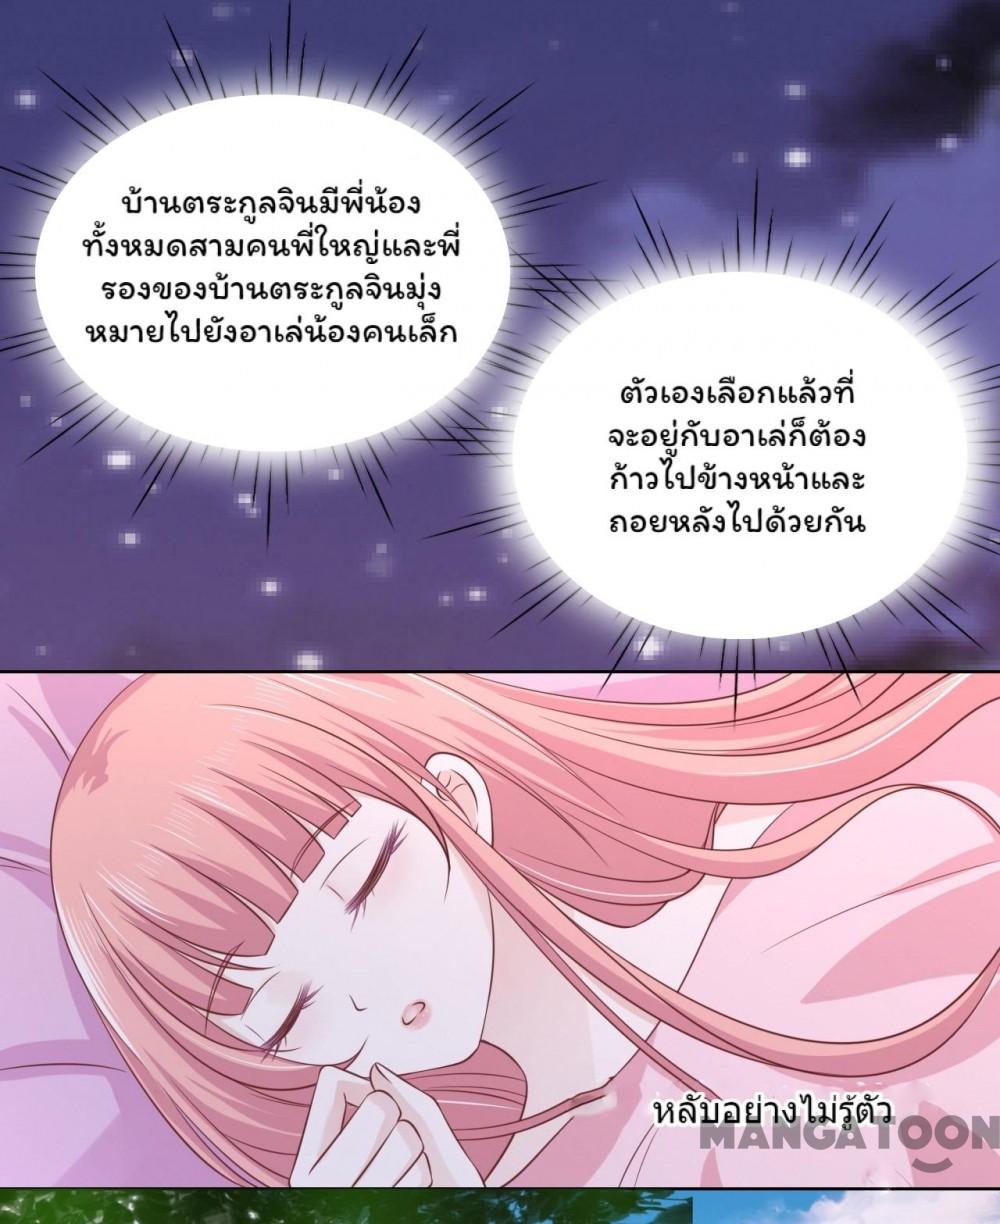 บ้านตระกูลจินมีพี่น้อง
ทั้งหมดสามคนพี่ใหญ่และพี่
รองของบ้านตระกูลจินมุ่ง
หมายไปยังอาเล่น้องคนเล็ก
ตัวเองเลือกแล้วที่
จะอยู่กับอาเล่ก็ต้อง
ก้าวไปข้างหน้าและ
ถอยหลังไปด้วยกัน
หลับอย่างไม่รู้ตัว
MANGATOON